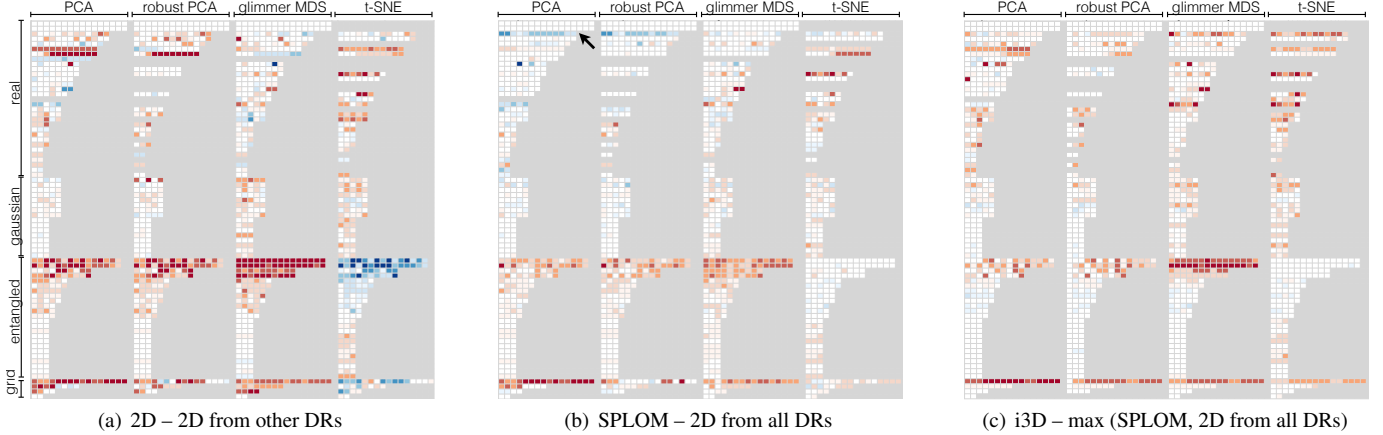 PCA robust PCA glimmer MDS t-SNE
PCA robust PCA glimmer MDS t-SNE
PCA robust PCA glimmer MDS t-SNE
real
gaussian
entangled
grid
(a) 2D – 2D from other DRs
(b) SPLOM – 2D from all DRs
(c) i3D – max (SPLOM, 2D from all DRs)